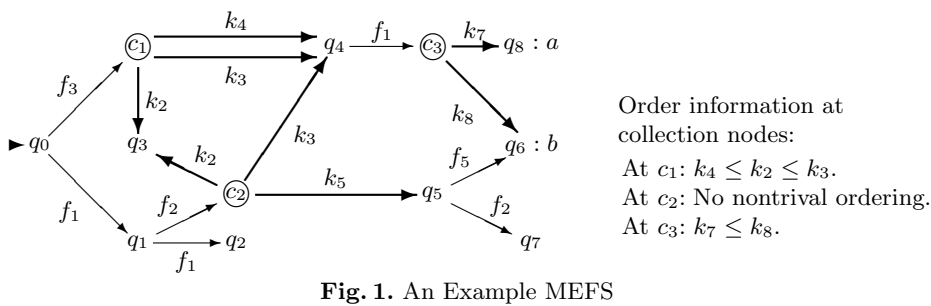 c₁ k₄ q₄ f₁ c₃ k₇ q₈ : a
k₃
f₃ k₂ k₃ k₈
q₀ q₃ q₆ : b
k₂ k₅ f₅
c₂ q₅
f₁ f₂ f₂
q₁ q₂ q₇
f₁
Order information at
collection nodes:
At c₁: k₄ ≤ k₂ ≤ k₃.
At c₂: No nontrival ordering.
At c₃: k₇ ≤ k₈.
Fig. 1. An Example MEFS